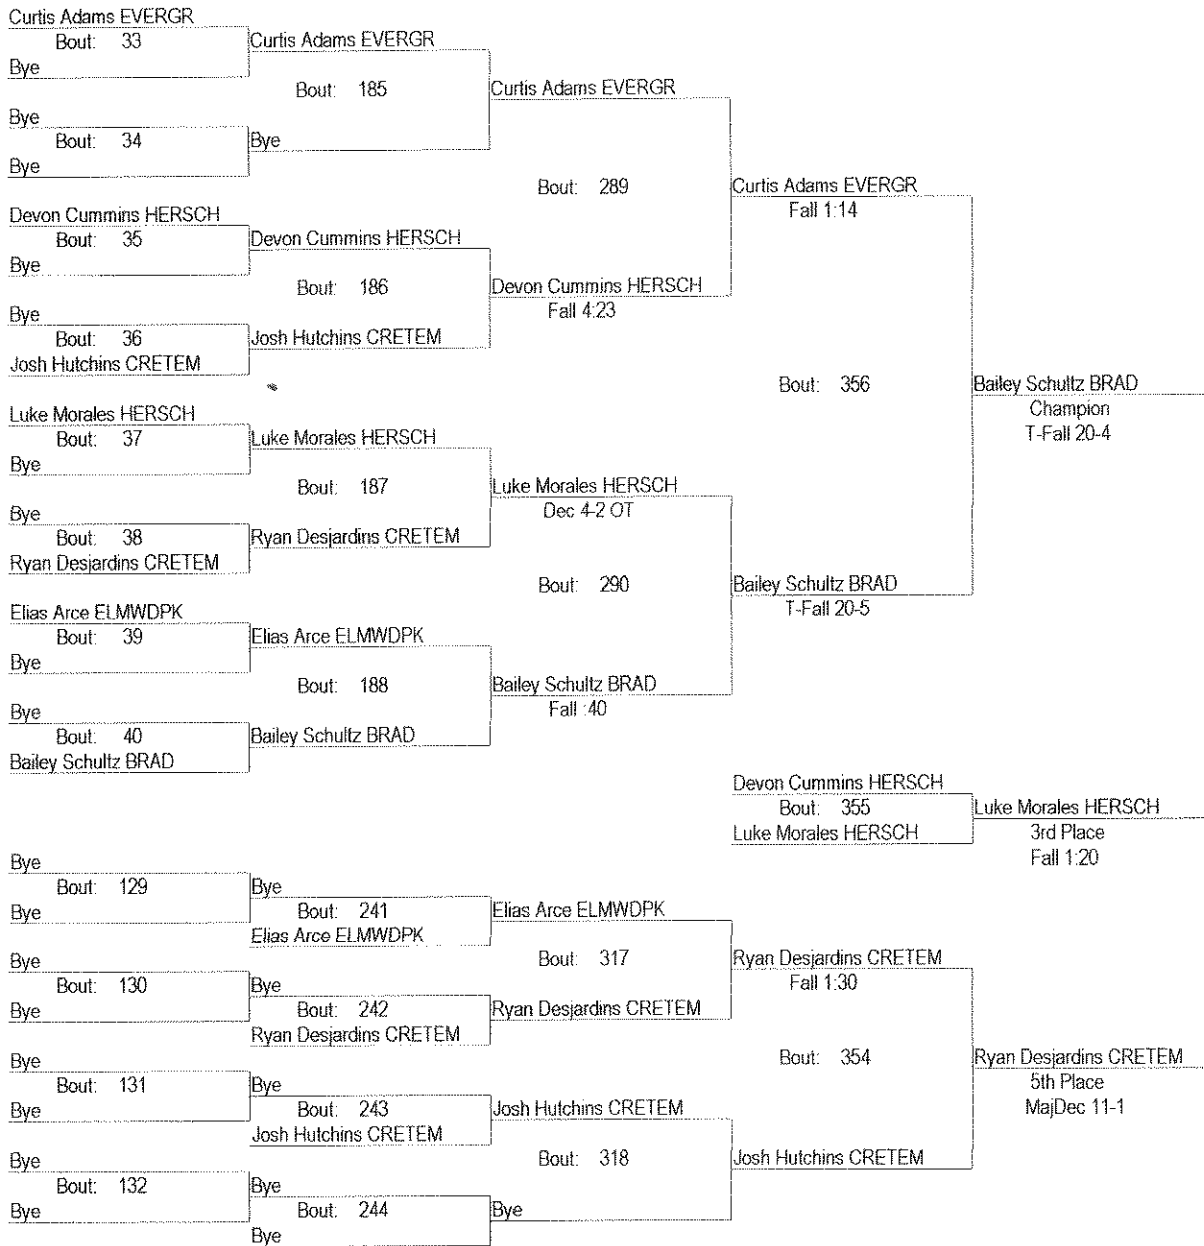 Curtis Adams EVERGR
Bout: 33
Bye
Curtis Adams EVERGR
Bout: 185
Bye
Bout: 34
Bye
Bye
Curtis Adams EVERGR
Bout: 289
Devon Cummins HERSCH
Bout: 35
Bye
Devon Cummins HERSCH
Bout: 186
Bye
Bout: 36
Josh Hutchins CRETEM
Josh Hutchins CRETEM
Devon Cummins HERSCH
Fall 4:23
Curtis Adams EVERGR
Fall 1:14
Bout: 356
Luke Morales HERSCH
Bout: 37
Bye
Luke Morales HERSCH
Bout: 187
Bye
Bout: 38
Ryan Desjardins CRETEM
Ryan Desjardins CRETEM
Luke Morales HERSCH
Dec 4-2 OT
Bout: 290
Elias Arce ELMWDPK
Bout: 39
Bye
Elias Arce ELMWDPK
Bout: 188
Bye
Bout: 40
Bailey Schultz BRAD
Bailey Schultz BRAD
Bailey Schultz BRAD
Fall :40
Bailey Schultz BRAD
T-Fall 20-5
Bailey Schultz BRAD
Champion
T-Fall 20-4
Devon Cummins HERSCH
Bout: 355
Luke Morales HERSCH
Luke Morales HERSCH
3rd Place
Fall 1:20
Bye
Bout: 129
Bye
Bye
Bout: 241
Elias Arce ELMWDPK
Elias Arce ELMWDPK
Bout: 317
Bye
Bout: 130
Bye
Bye
Bout: 242
Ryan Desjardins CRETEM
Ryan Desjardins CRETEM
Ryan Desjardins CRETEM
Fall 1:30
Bout: 354
Bye
Bout: 131
Bye
Bye
Bout: 243
Josh Hutchins CRETEM
Josh Hutchins CRETEM
Bout: 318
Bye
Bout: 132
Bye
Bye
Bout: 244
Bye
Bye
Josh Hutchins CRETEM
Ryan Desjardins CRETEM
5th Place
MajDec 11-1